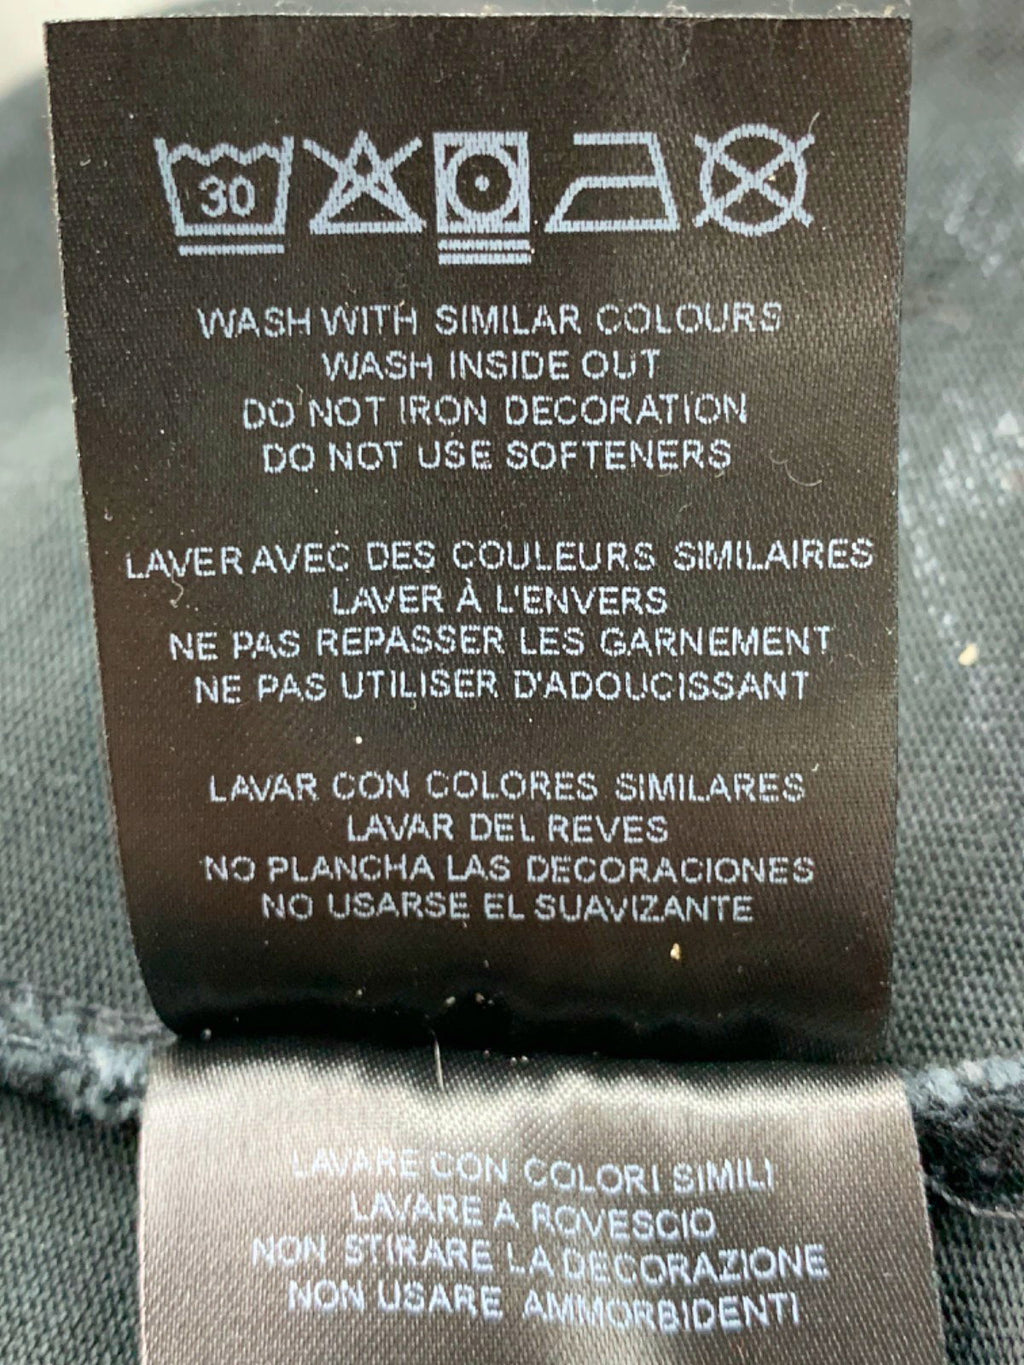 30
WASH WITH SIMILAR COLOURS
WASH INSIDE OUT
DO NOT IRON DECORATION
DO NOT USE SOFTENERS
LAVER AVEC DES COULEURS SIMILAIRES
LAVER À L'ENVERS
NE PAS REPASSER LES GARNEMENT
NE PAS UTILISER D'ADOUCISSANT
LAVAR CON COLORES SIMILARES
LAVAR DEL REVES
NO PLANCHA LAS DECORACIONES
NO USARSE EL SUAVIZANTE
LAVARE CON COLORI SIMILI
LAVARE A ROVESCIO
NON STIRARE LA DECORAZIONE
NON USARE AMMORBIDENTI